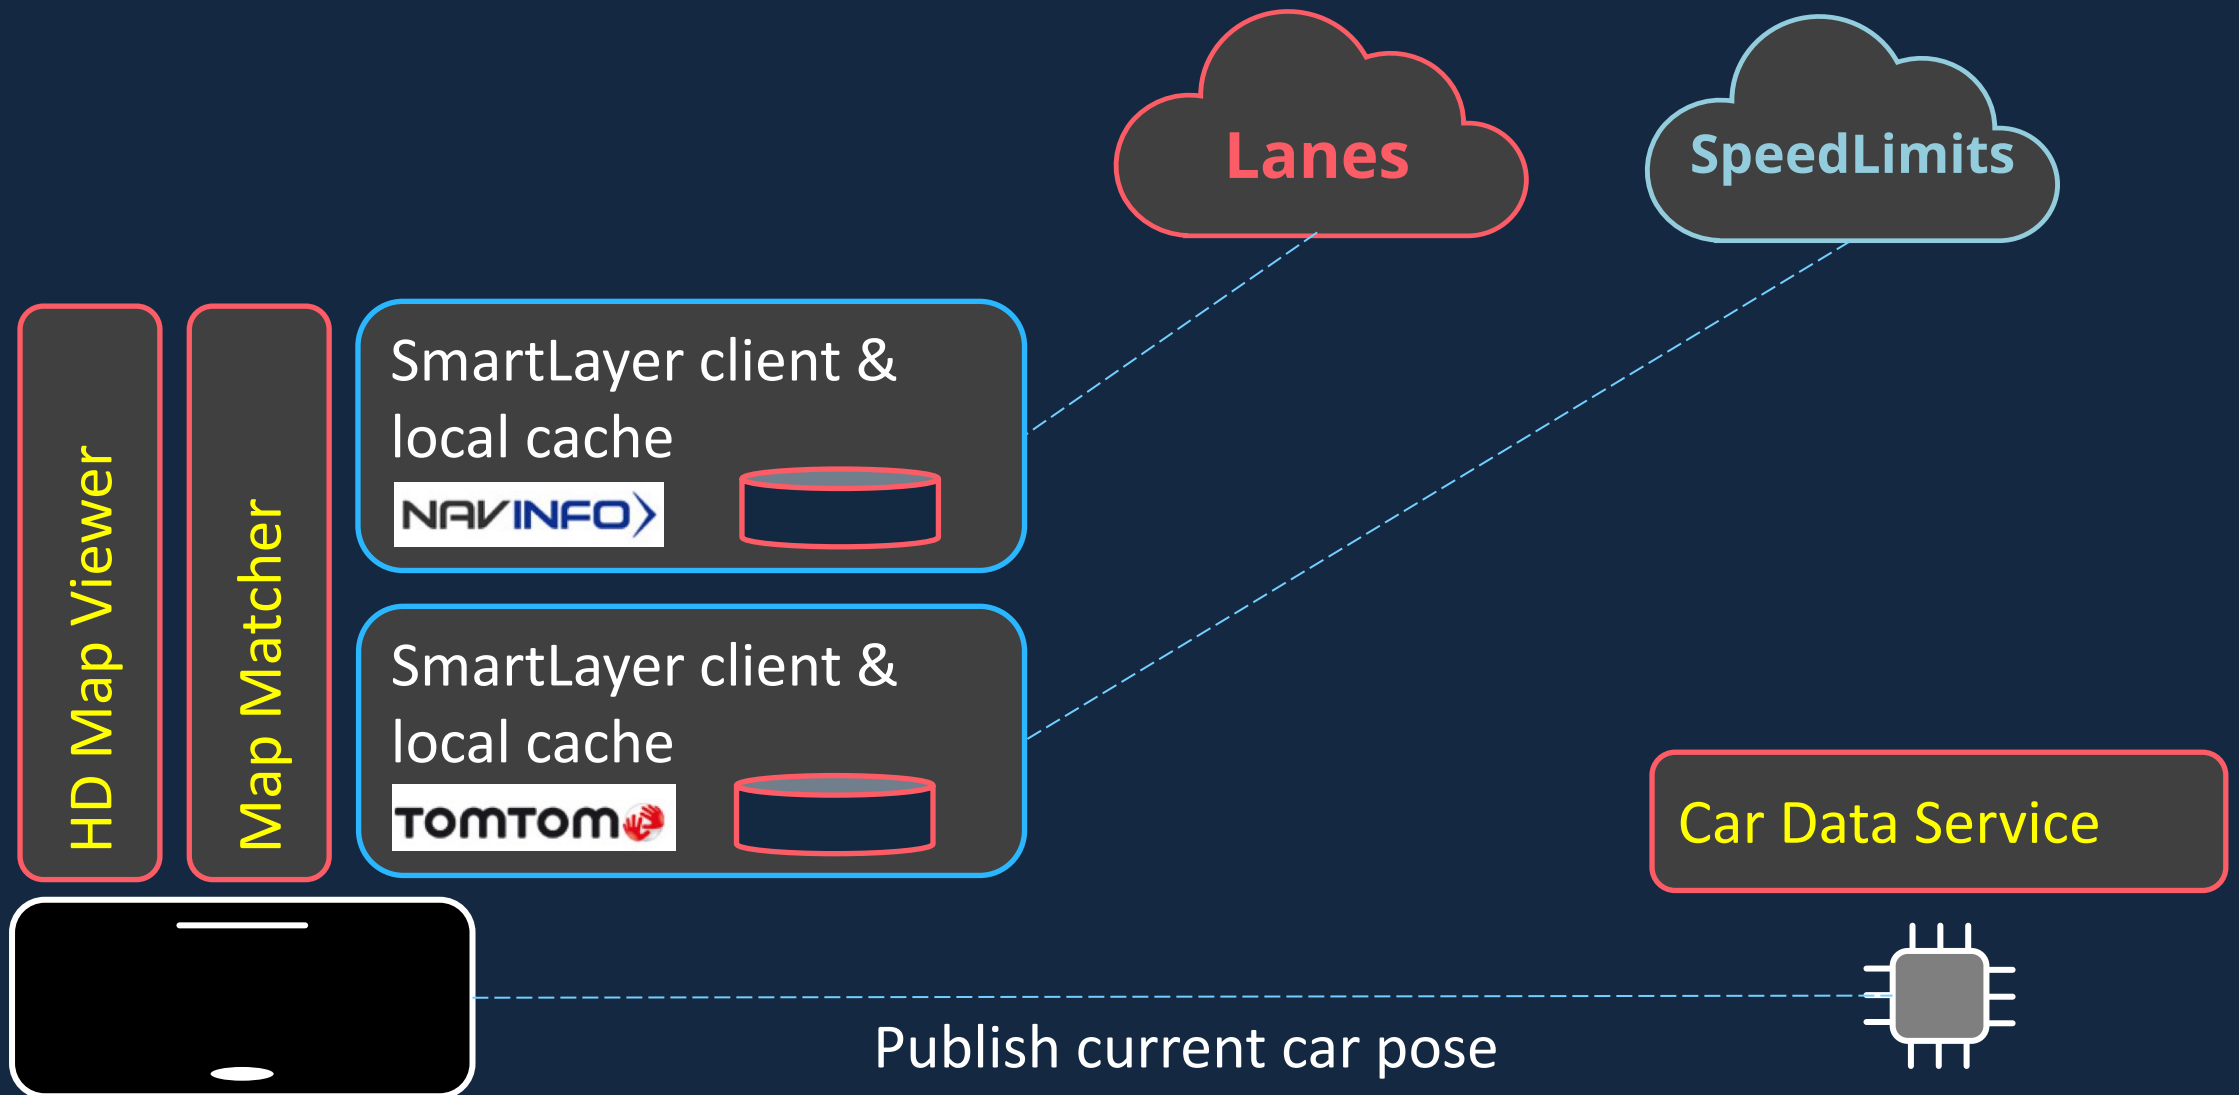 Lanes
SpeedLimits
HD Map Viewer
Map Matcher
SmartLayer client &
local cache
NAVINFO
SmartLayer client &
local cache
TOMTOM
Car Data Service
Publish current car pose